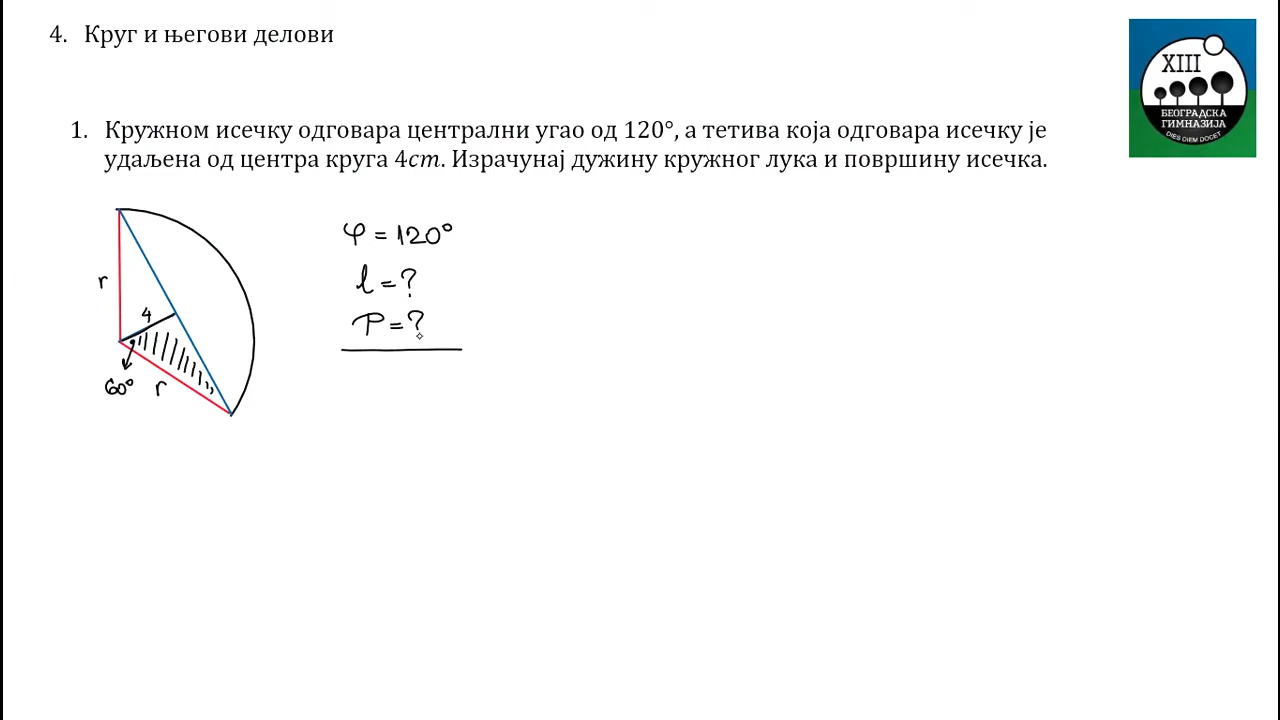 4. Круг и његови делови
XIII
БЕОГРАДСКА
ГИМНАЗИЈА
DIES DIEM DOCET
1. Кружном исечку одговара централни угао од 120°, а тетива која одговара исечку је
удаљена од центра круга 4cm. Израчунај дужину кружног лука и површину исечка.
r
4
60°
r
φ = 120°
l = ?
P = ?